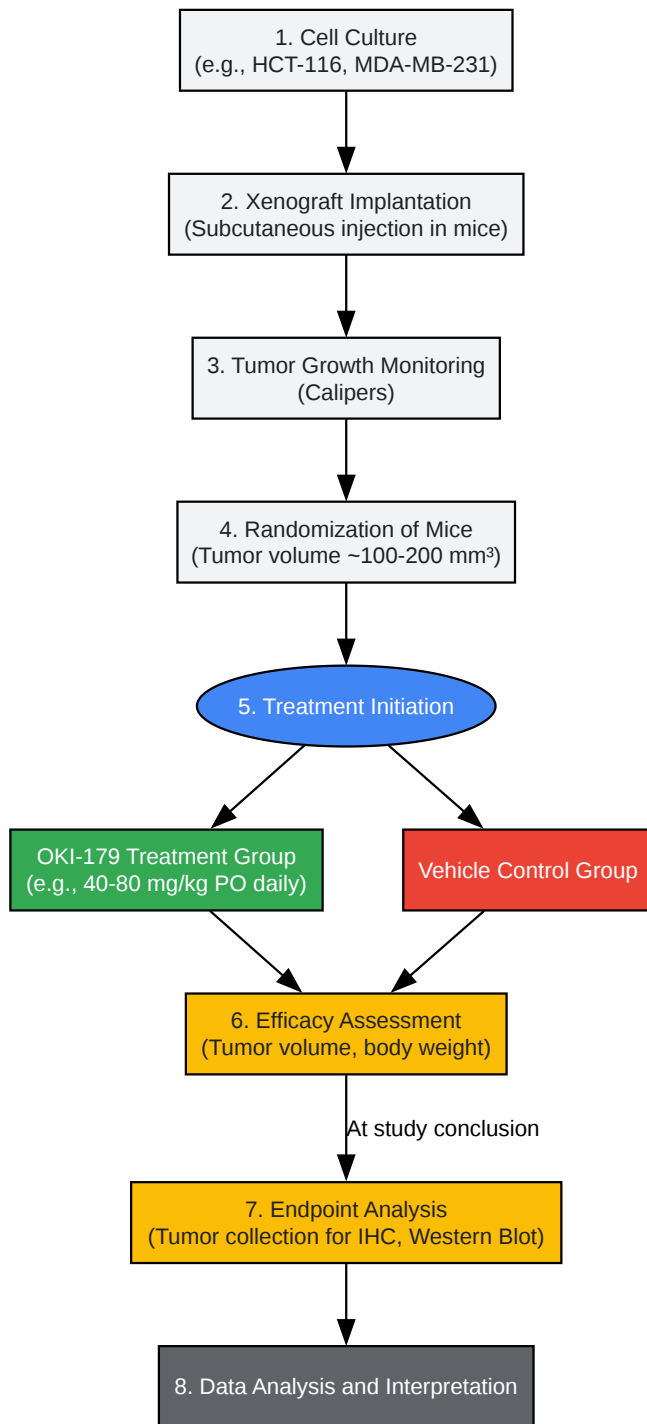 1. Cell Culture
(e.g., HCT-116, MDA-MB-231)
2. Xenograft Implantation
(Subcutaneous injection in mice)
3. Tumor Growth Monitoring
(Calipers)
4. Randomization of Mice
(Tumor volume ~100-200 mm³)
5. Treatment Initiation
OKI-179 Treatment Group
(e.g., 40-80 mg/kg PO daily)
Vehicle Control Group
6. Efficacy Assessment
(Tumor volume, body weight)
At study conclusion
7. Endpoint Analysis
(Tumor collection for IHC, Western Blot)
8. Data Analysis and Interpretation